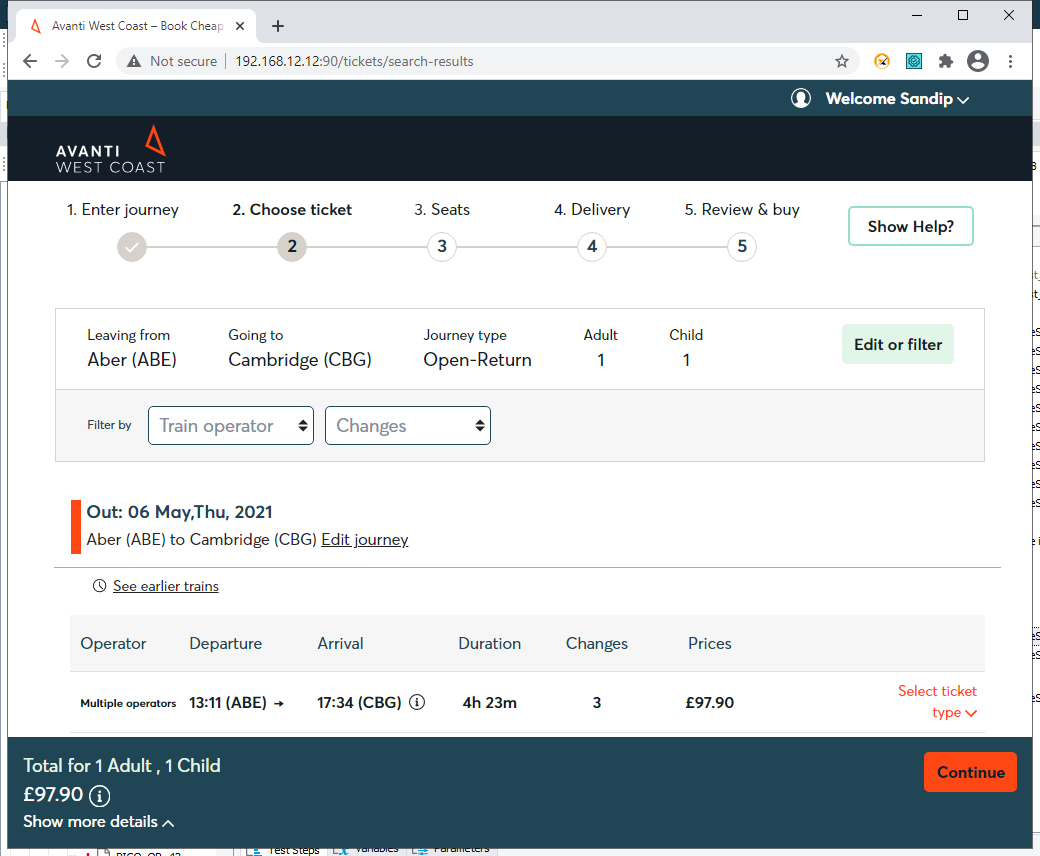 Avanti West Coast – Book Cheap
Not secure
192.168.12.12:90/tickets/search-results
Welcome Sandip
AVANTI
WEST COAST
1. Enter journey
2. Choose ticket
3. Seats
4. Delivery
5. Review & buy
2
3
4
5
Show Help?
Leaving from
Going to
Journey type
Adult
Child
Aber (ABE)
Cambridge (CBG)
Open-Return
1
1
Edit or filter
Filter by
Train operator
Changes
Out: 06 May,Thu, 2021
Aber (ABE) to Cambridge (CBG) Edit journey
See earlier trains
Operator Departure Arrival Duration Changes Prices
Multiple operators 13:11 (ABE) → 17:34 (CBG) 4h 23m 3 £97.90
Select ticket
type
Total for 1 Adult , 1 Child
£97.90
Show more details
Continue
Test Steps
Variables
Parameters